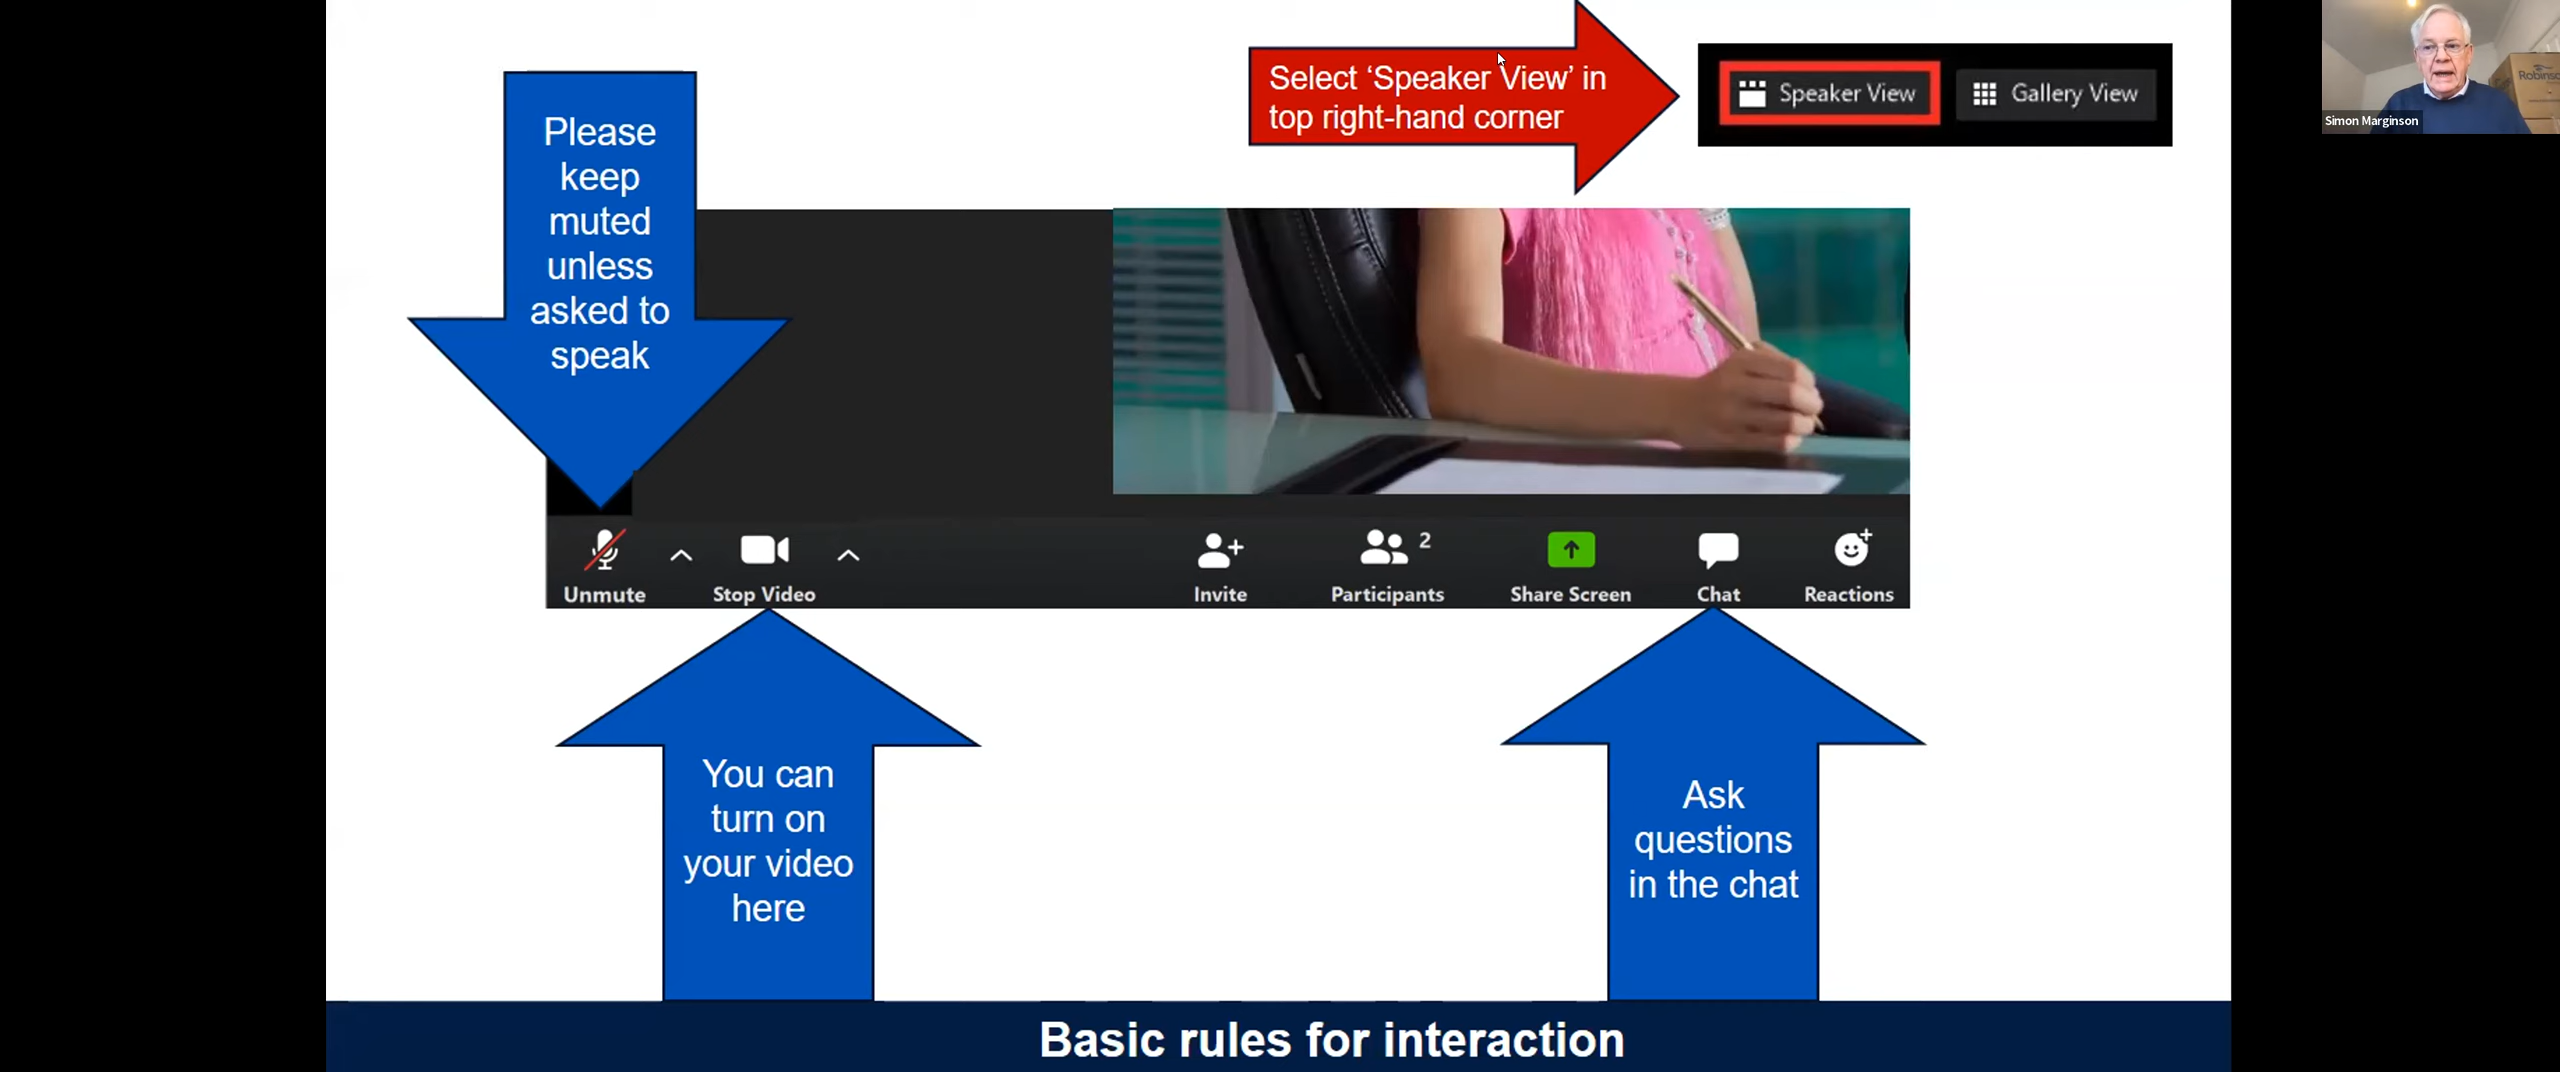 Please
keep
muted
unless
asked to
speak
Select ‘Speaker View’ in
top right-hand corner
Speaker View
Gallery View
Simon Marginson
Unmute
Stop Video
Invite
2
Participants
Share Screen
Chat
Reactions
You can
turn on
your video
here
Ask
questions
in the chat
Basic rules for interaction